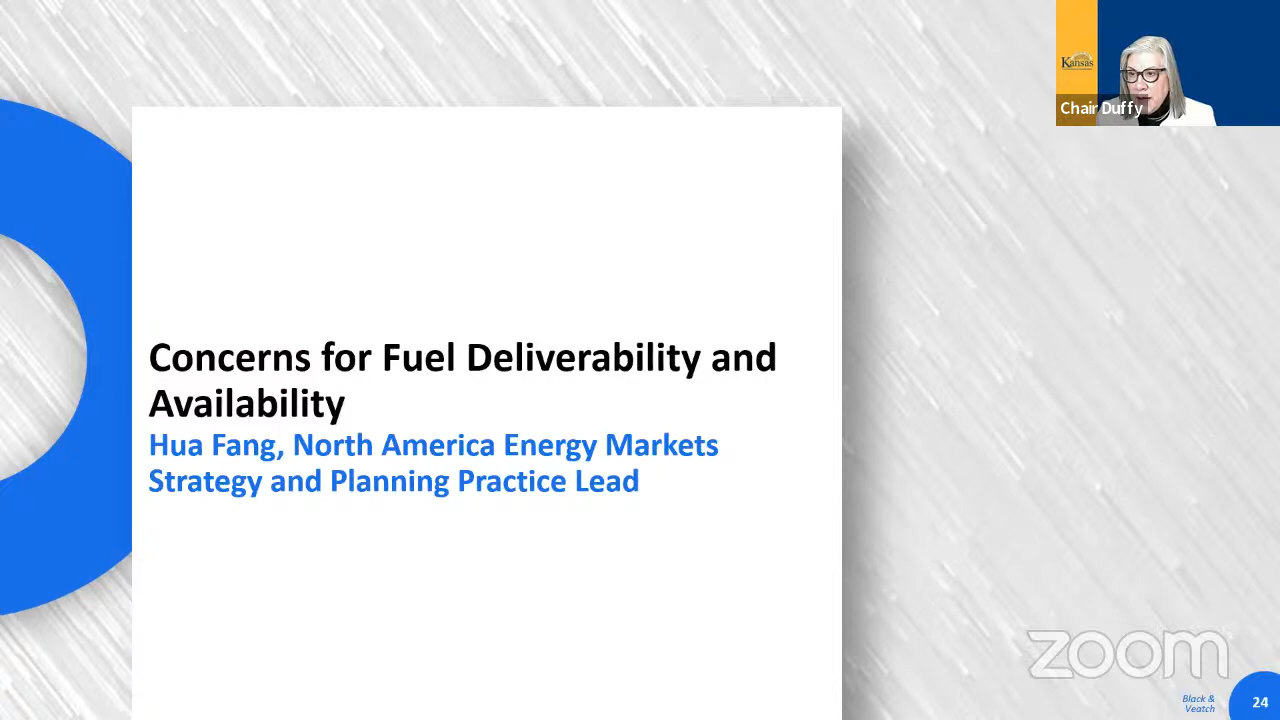 Kansas
Chair Duffy
Concerns for Fuel Deliverability and
Availability
Hua Fang, North America Energy Markets
Strategy and Planning Practice Lead
zoom
Black &
Veatch
24